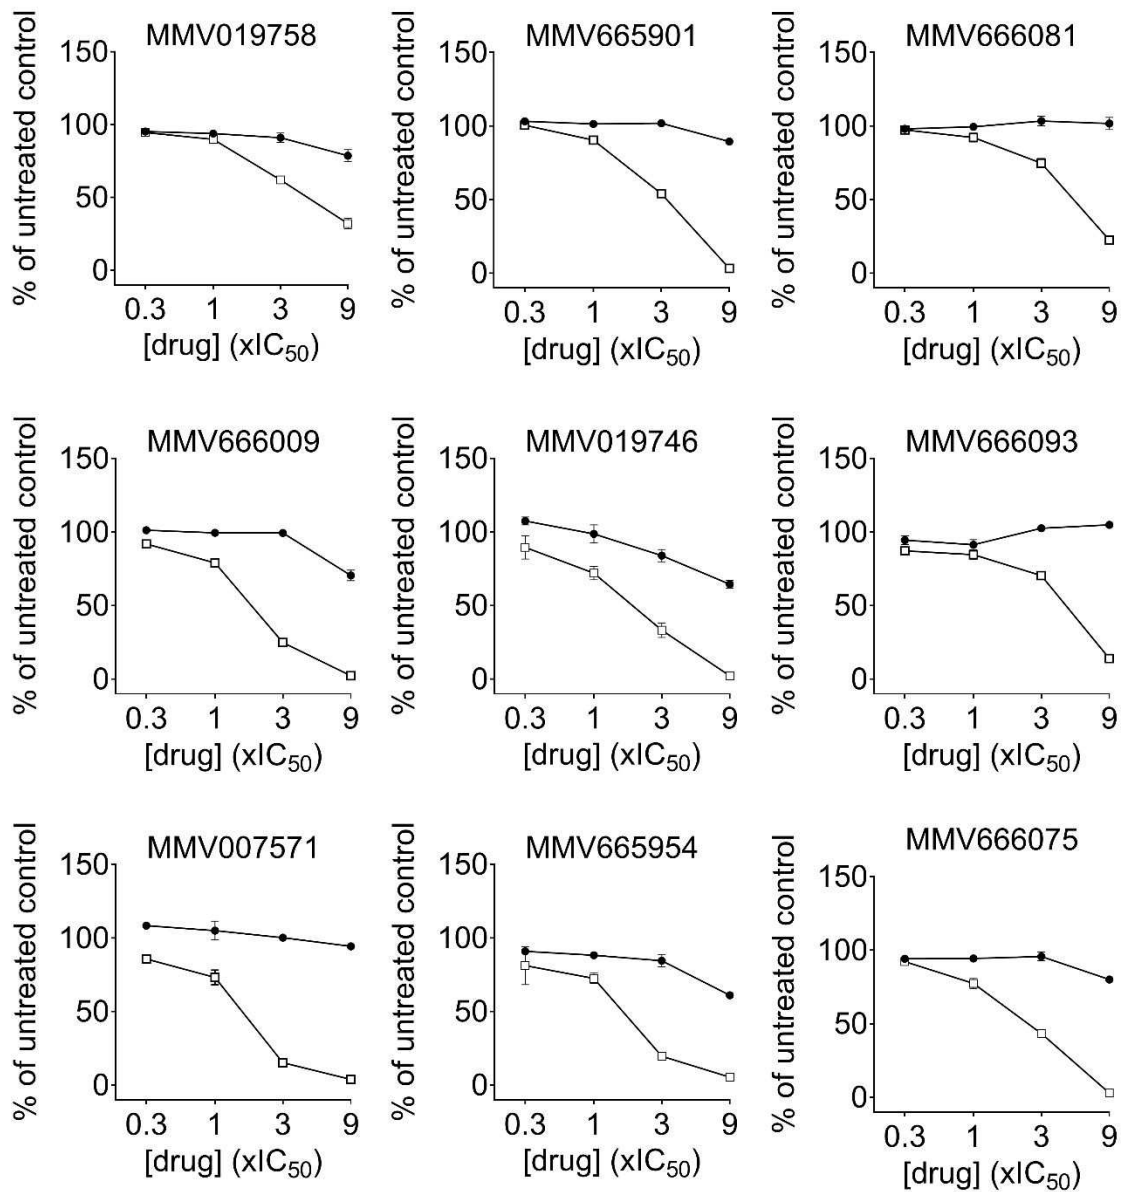 MMV019758
% of untreated control
150
100
50
0
0.3 1 3 9
[drug] (xIC50)
MMV665901
% of untreated control
150
100
50
0
0.3 1 3 9
[drug] (xIC50)
MMV666081
% of untreated control
150
100
50
0
0.3 1 3 9
[drug] (xIC50)
MMV666009
% of untreated control
150
100
50
0
0.3 1 3 9
[drug] (xIC50)
MMV019746
% of untreated control
150
100
50
0
0.3 1 3 9
[drug] (xIC50)
MMV666093
% of untreated control
150
100
50
0
0.3 1 3 9
[drug] (xIC50)
MMV007571
% of untreated control
150
100
50
0
0.3 1 3 9
[drug] (xIC50)
MMV665954
% of untreated control
150
100
50
0
0.3 1 3 9
[drug] (xIC50)
MMV666075
% of untreated control
150
100
50
0
0.3 1 3 9
[drug] (xIC50)